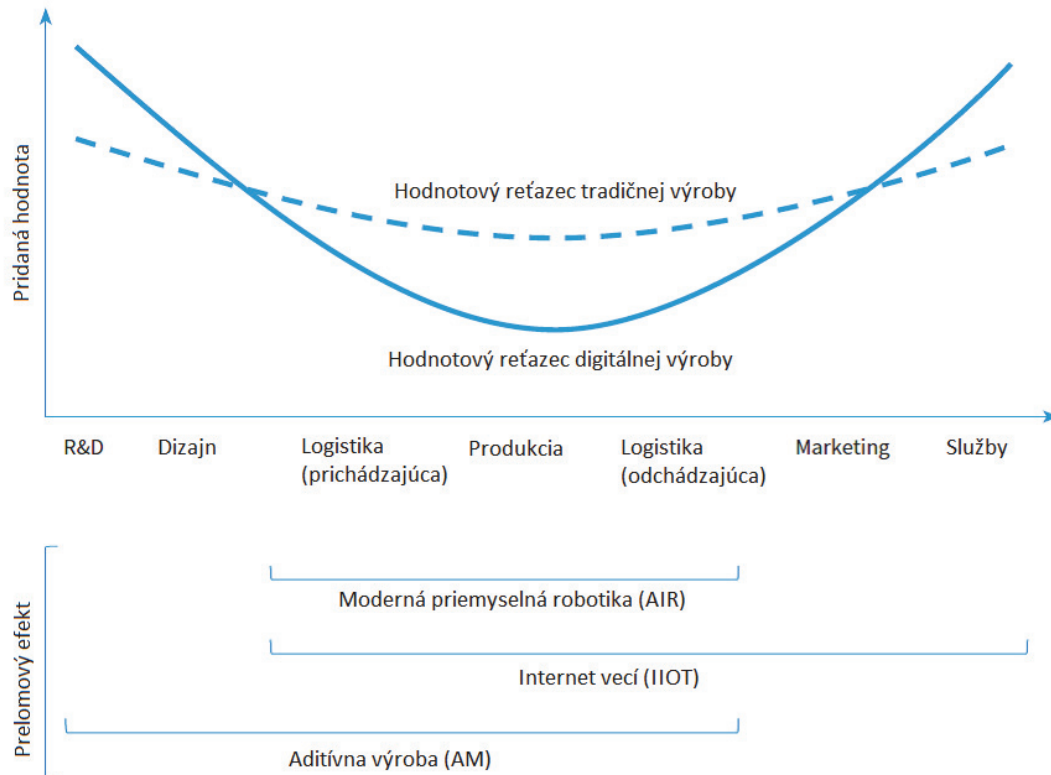 Pridaná hodnota
Hodnotový reťazec tradičnej výroby
Hodnotový reťazec digitálnej výroby
R&D
Dizajn
Logistika
(prichádzajúca)
Produkcia
Logistika
(odchádzajúca)
Marketing
Služby
Prelomový efekt
Moderná priemyselná robotika (AIR)
Internet vecí (IIOT)
Aditívna výroba (AM)